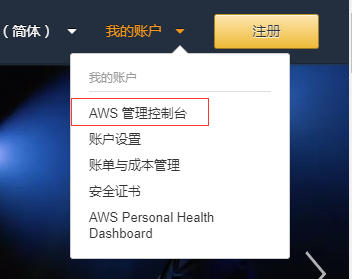 （简体） 我的账户 注册
我的账户
AWS 管理控制台
账户设置
账单与成本管理
安全证书
AWS Personal Health
Dashboard